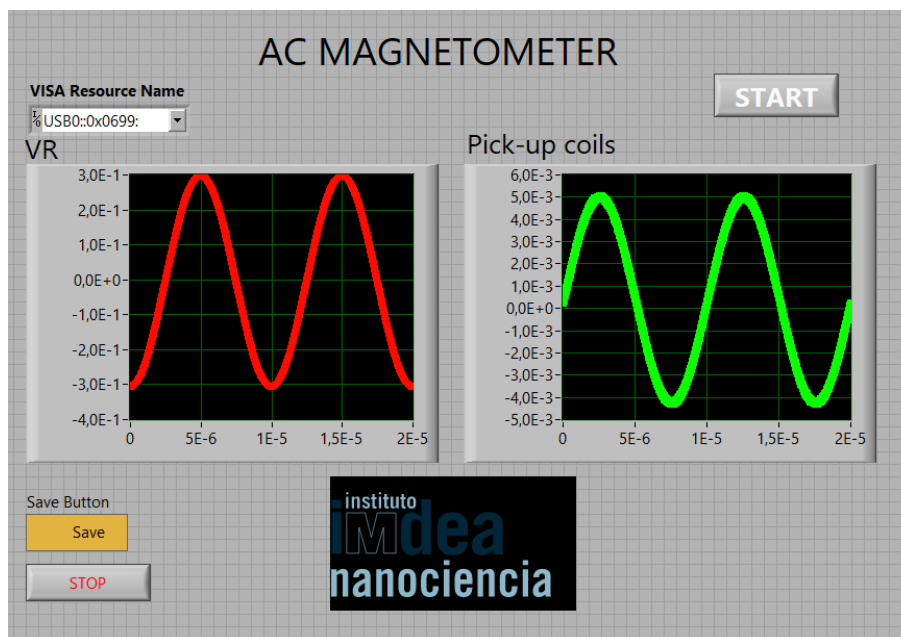 AC MAGNETOMETER
VISA Resource Name
START
I/O USB0::0x0699:
VR
Pick-up coils
3,0E-1
2,0E-1
1,0E-1
0,0E+0
-1,0E-1
-2,0E-1
-3,0E-1
-4,0E-1
0 5E-6 1E-5 1,5E-5 2E-5
6,0E-3
5,0E-3
4,0E-3
3,0E-3
2,0E-3
1,0E-3
0,0E+0
-1,0E-3
-2,0E-3
-3,0E-3
-4,0E-3
-5,0E-3
0 5E-6 1E-5 1,5E-5 2E-5
Save Button
Save
STOP
instituto
iMdea
nanociencia